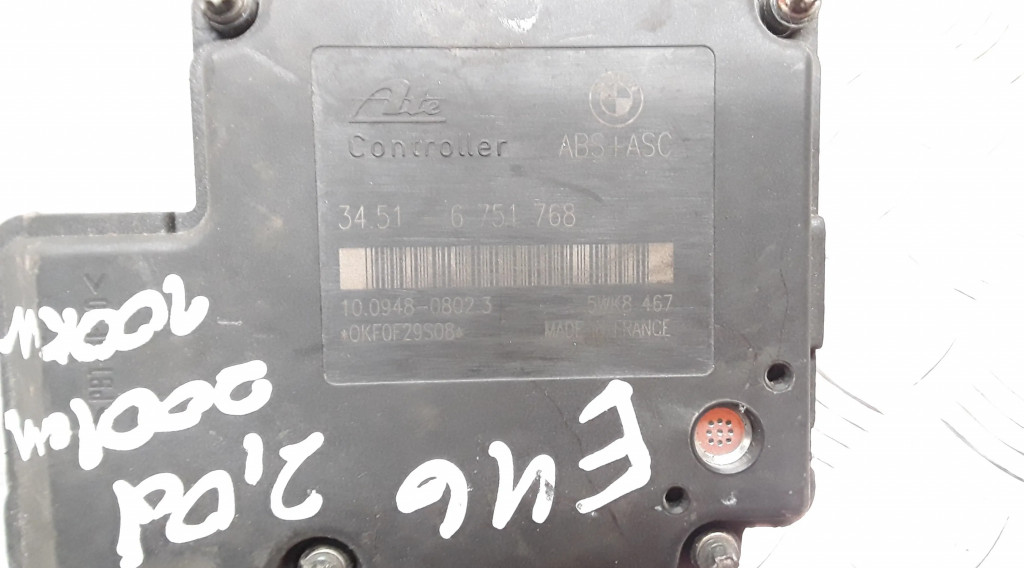 Ate
Controller
ABS+ASC
34.51 6 751 768
10.0948-0802.3 5WK8 467
*0KF0F29S08*
MADE IN FRANCE
E46
2,0d
100KW